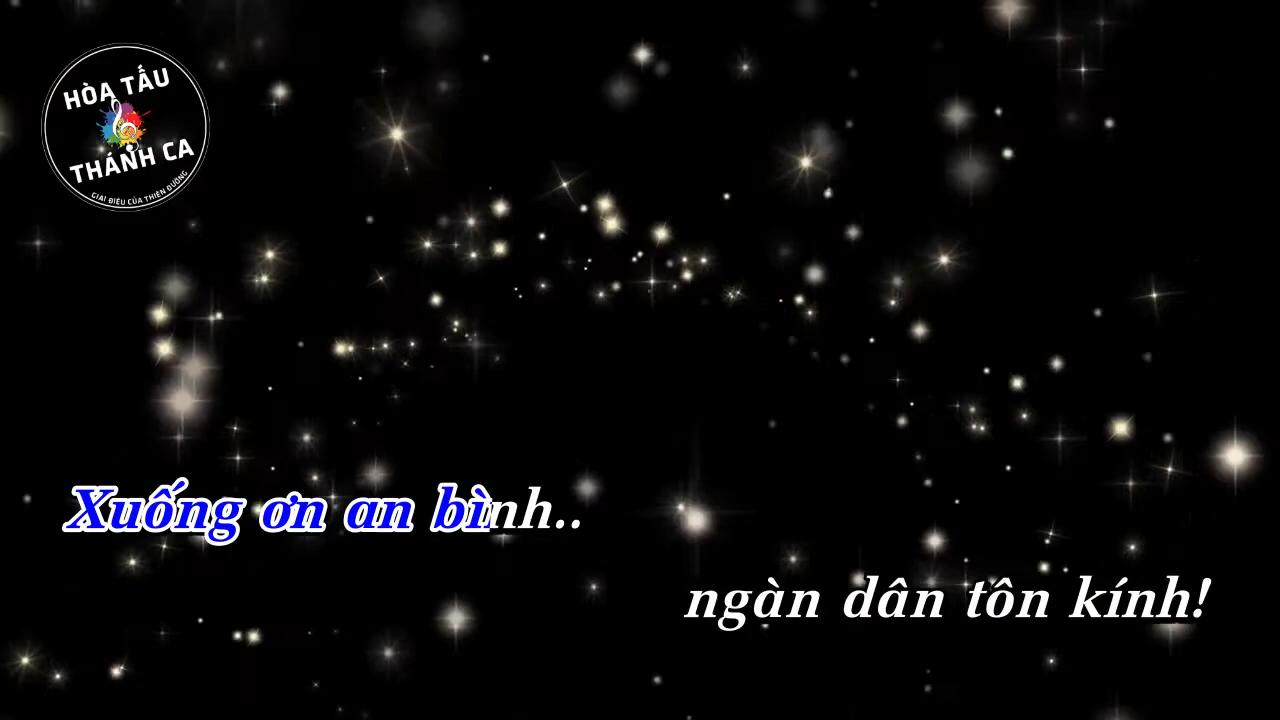 HÒA TẤU
THÁNH CA
GIAI ĐIỆU CỦA THIÊN ĐƯỜNG
Xuống ơn an bình..
ngàn dân tôn kính!